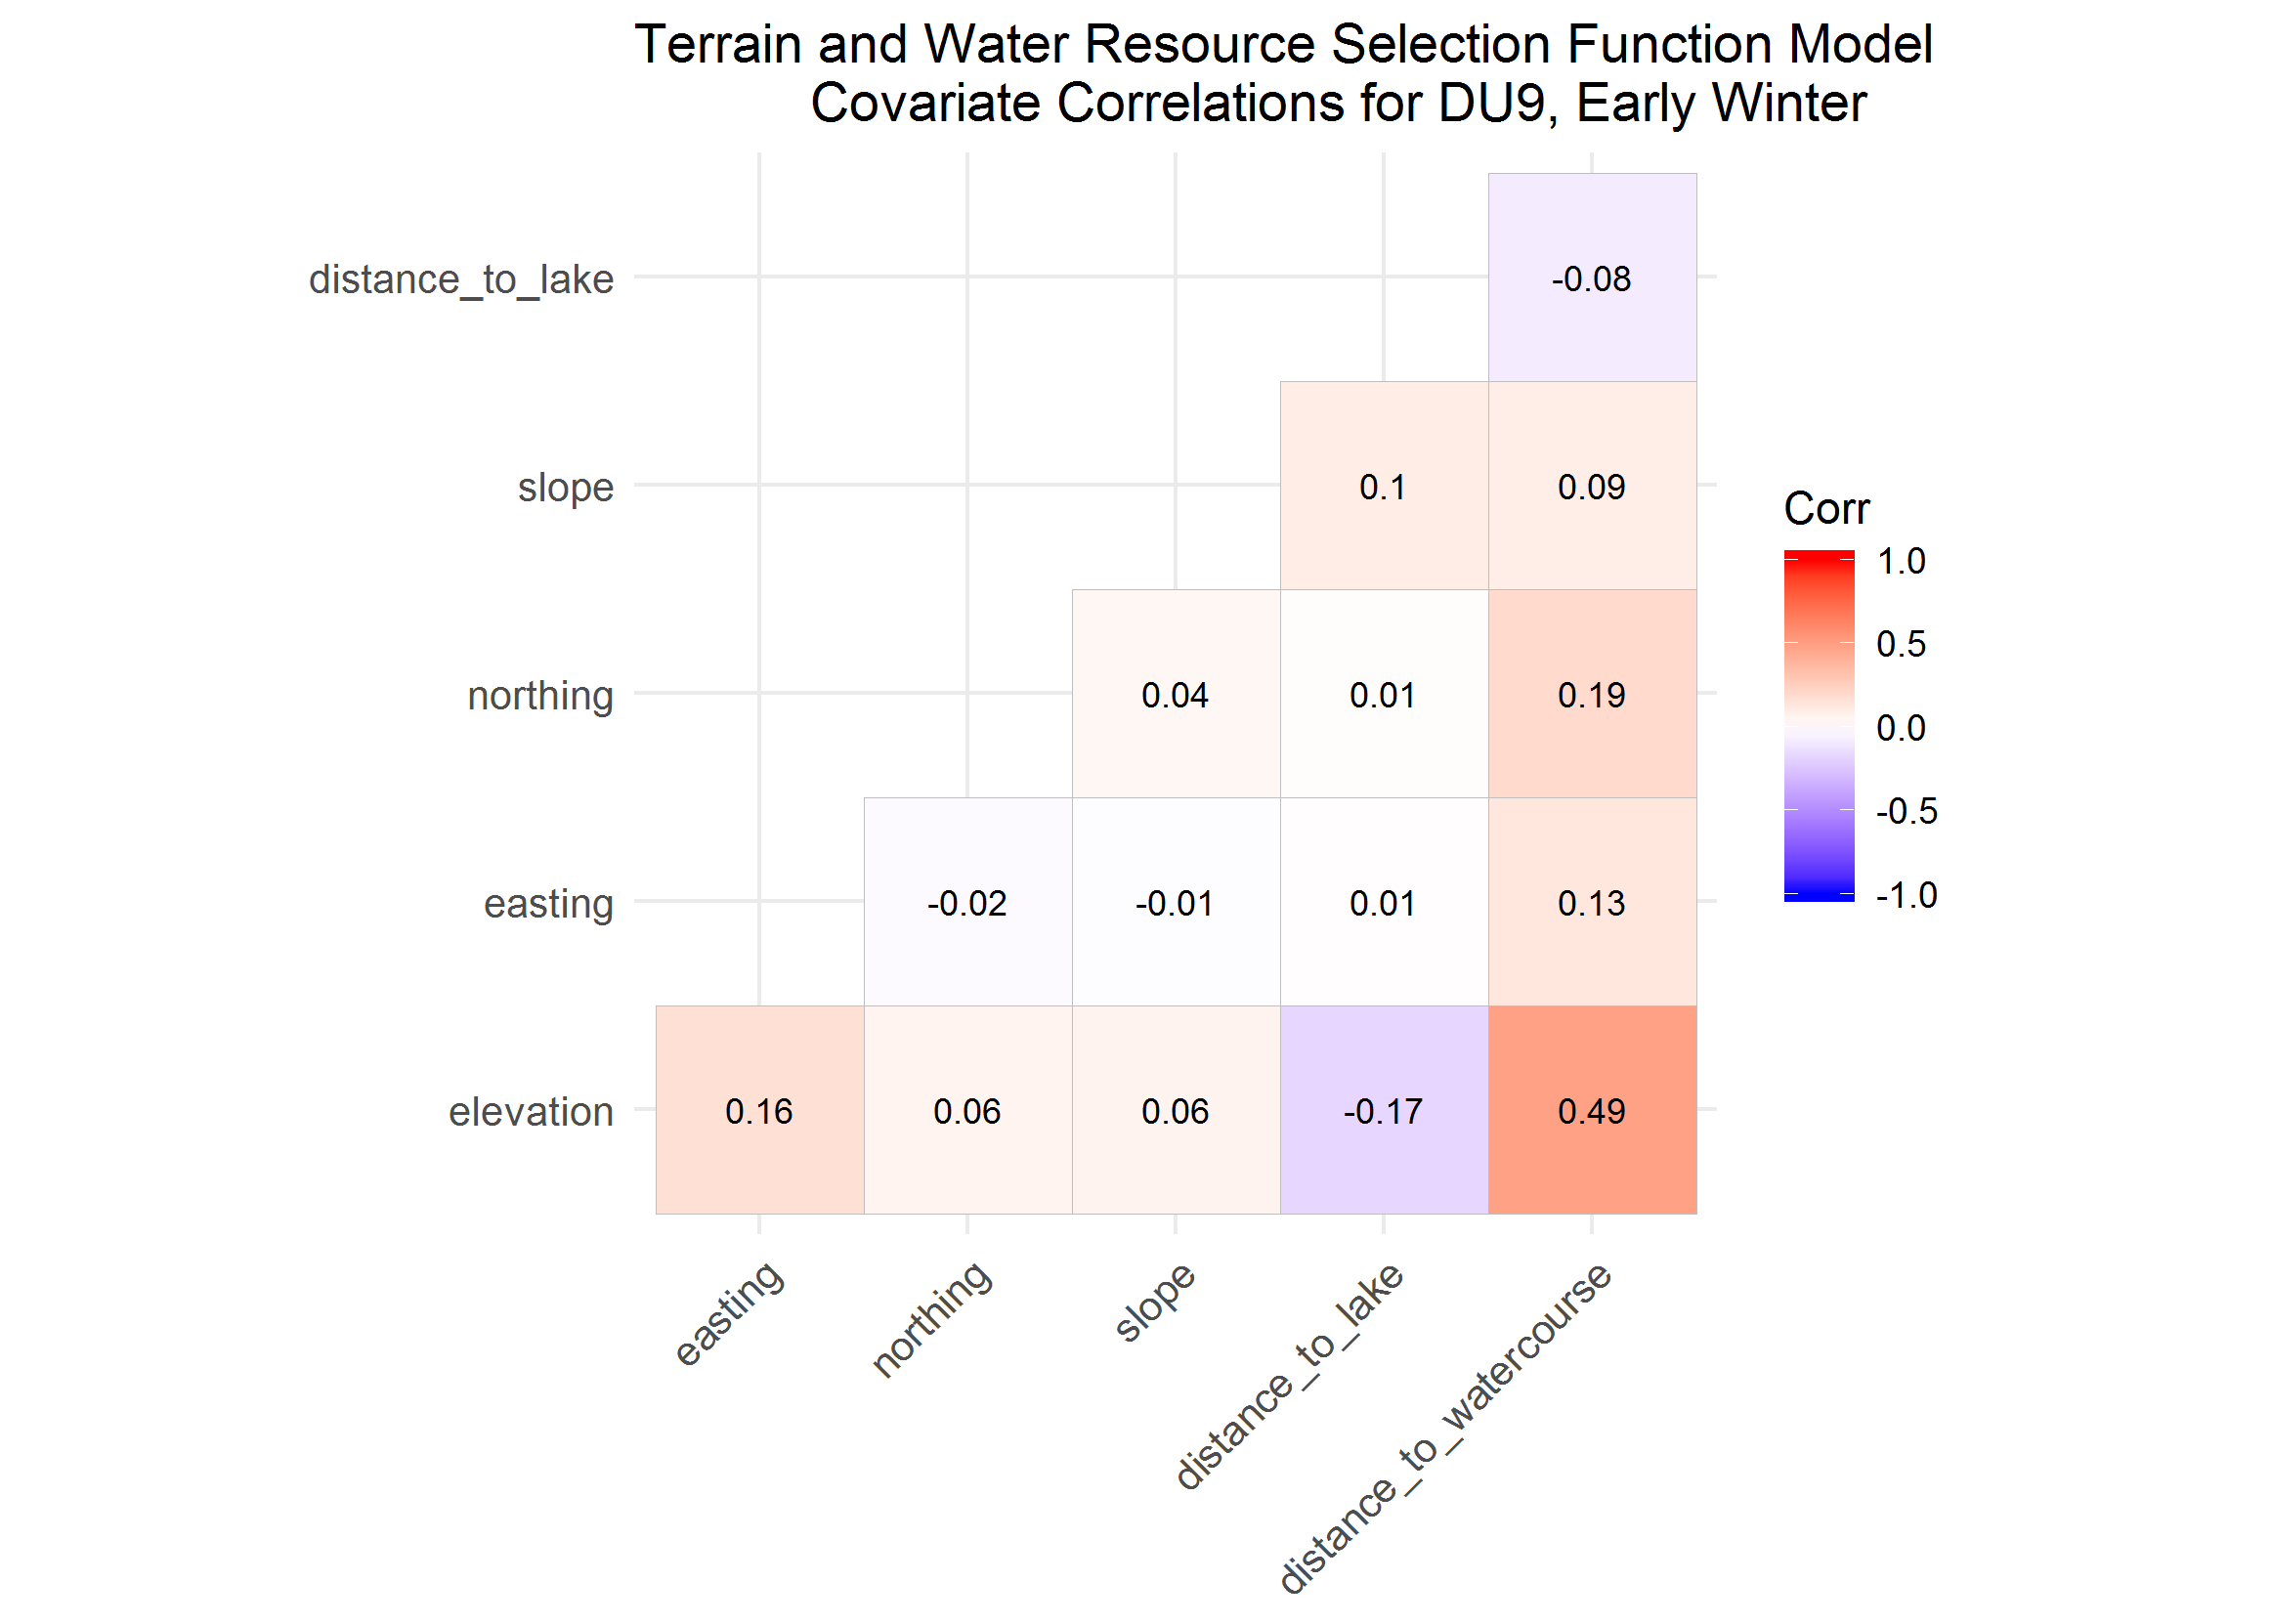 Terrain and Water Resource Selection Function Model
Covariate Correlations for DU9, Early Winter
distance_to_lake
-0.08
slope
0.1
0.09
Corr
1.0
0.5
0.0
-0.5
-1.0
northing
0.04
0.01
0.19
easting
-0.02
-0.01
0.01
0.13
elevation
0.16
0.06
0.06
-0.17
0.49
easting
northing
slope
distance_to_lake
distance_to_watercourse